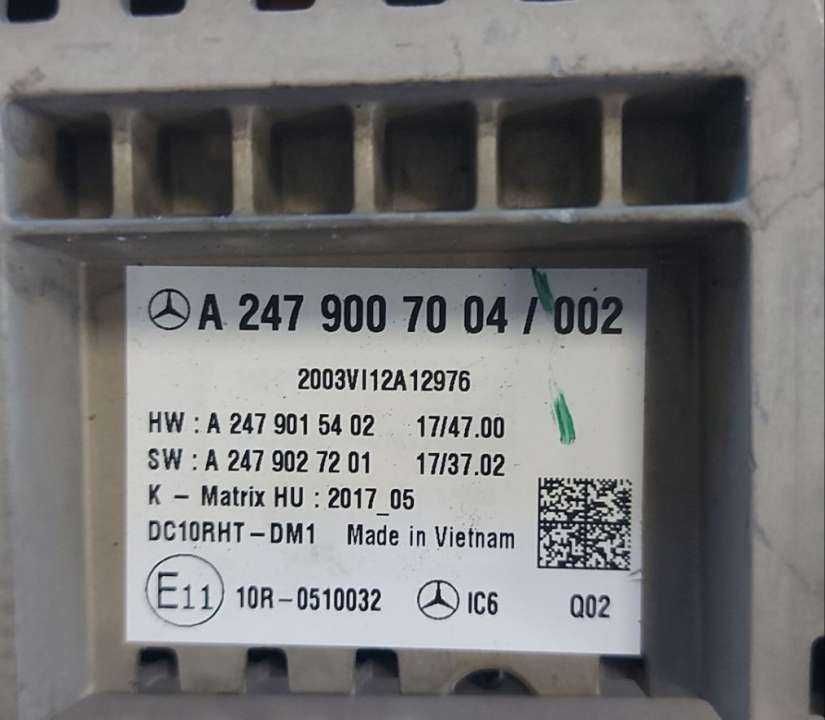 A 247 900 70 04 / 002
2003VI12A12976
HW : A 247 901 54 02 17/47.00
SW : A 247 902 72 01 17/37.02
K - Matrix HU : 2017_05
DC10RHT-DM1 Made in Vietnam
E11 10R-0510032 IC6 Q02